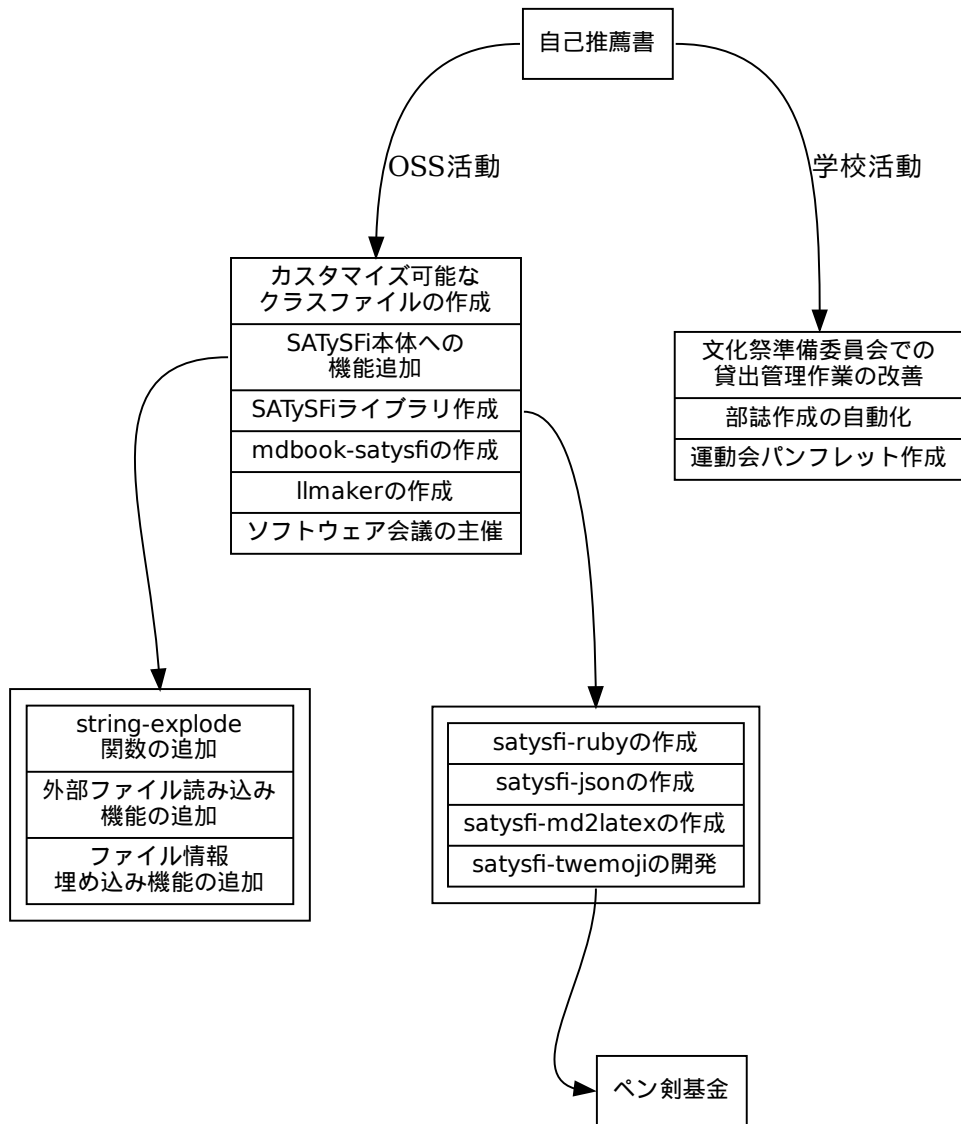 自己推薦書
OSS活動
学校活動
カスタマイズ可能な
クラスファイルの作成
SATySFi本体への
機能追加
SATySFiライブラリ作成
mdbook-satysfiの作成
llmakerの作成
ソフトウェア会議の主催
文化祭準備委員会での
貸出管理作業の改善
部誌作成の自動化
運動会パンフレット作成
string-explode
関数の追加
外部ファイル読み込み
機能の追加
ファイル情報
埋め込み機能の追加
satysfi-rubyの作成
satysfi-jsonの作成
satysfi-md2latexの作成
satysfi-twemojiの開発
ペン剣基金